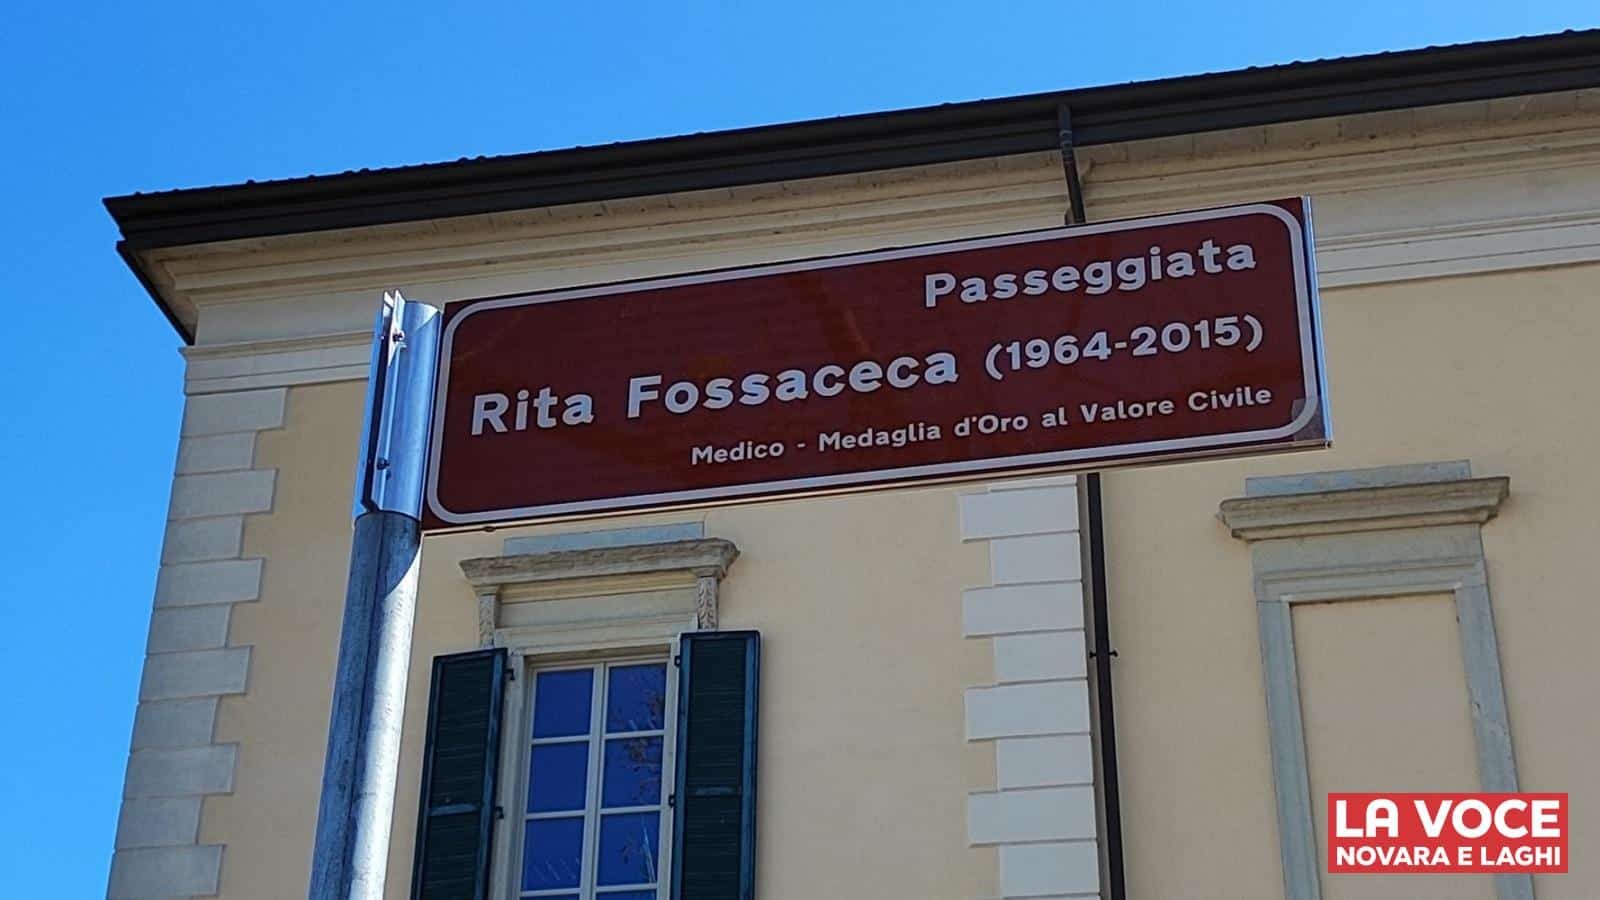 Passeggiata
Rita Fossaceca (1964-2015)
Medico - Medaglia d'Oro al Valore Civile
LA VOCE
NOVARA E LAGHI